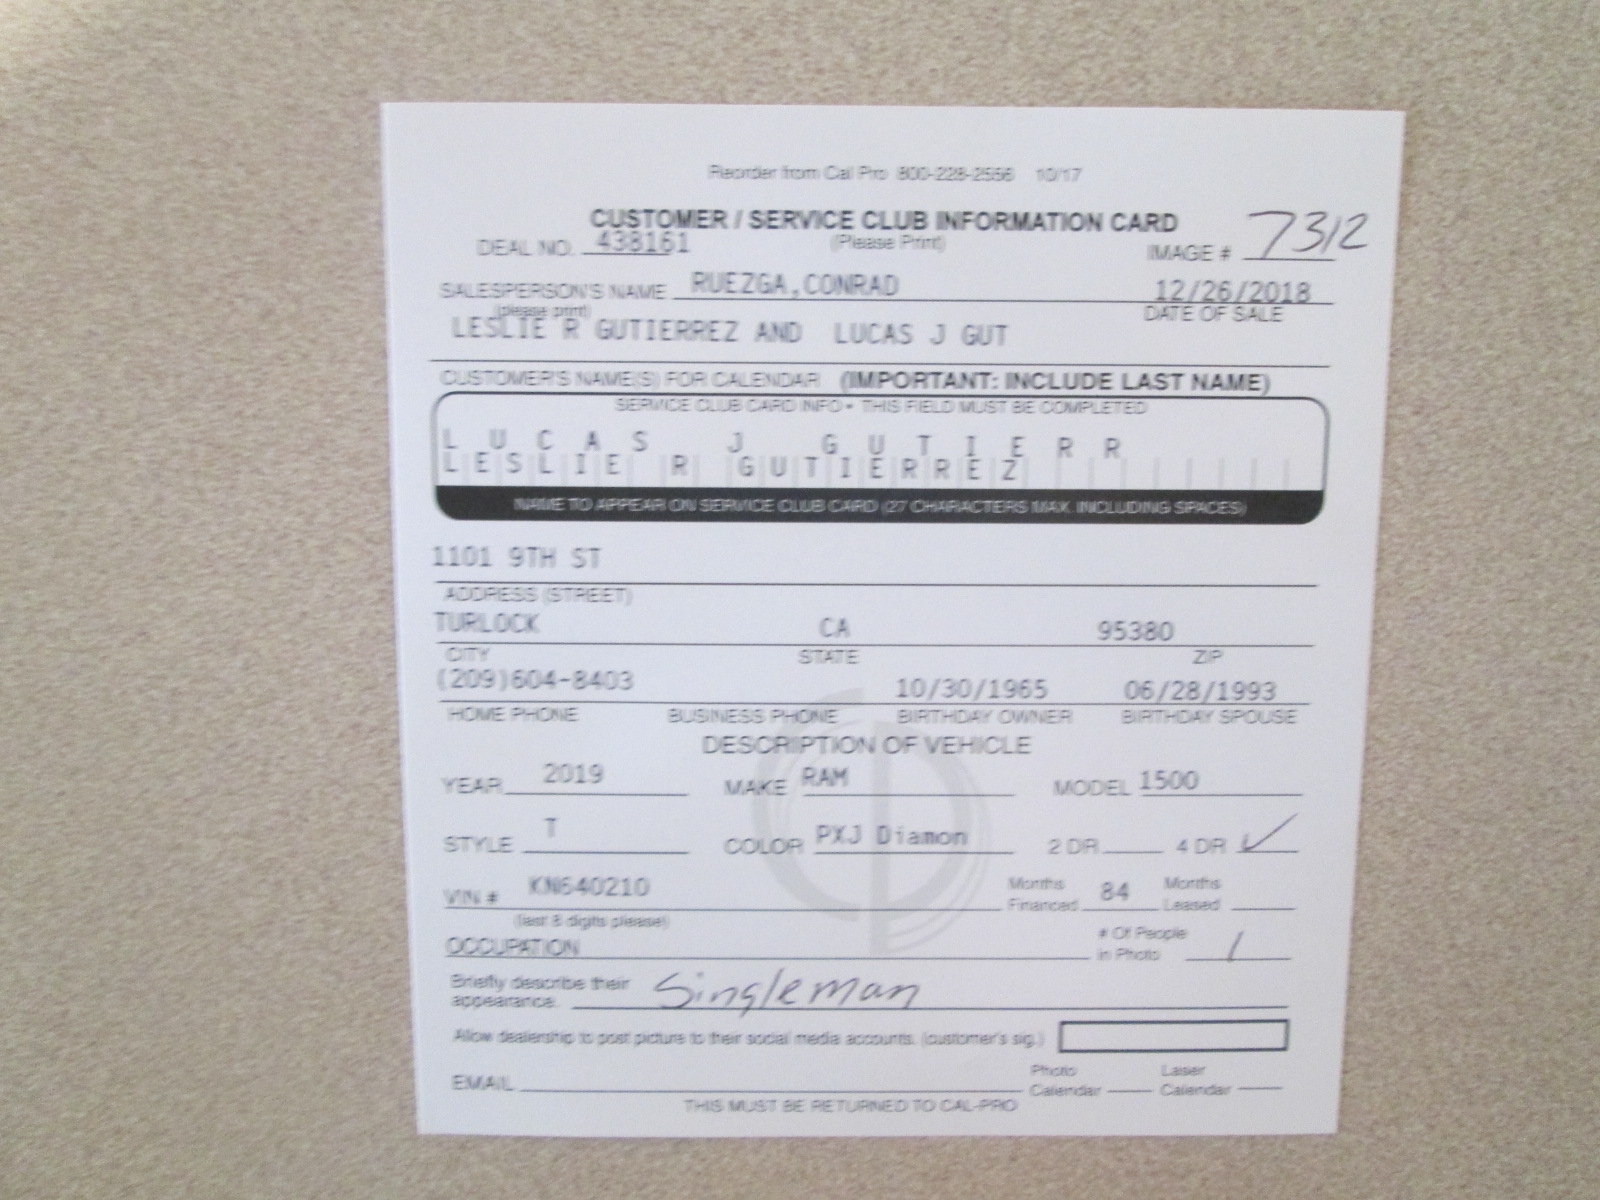 Reorder from Cal Pro 800-228-2556 10/17
CUSTOMER / SERVICE CLUB INFORMATION CARD
DEAL NO. 438161 (Please Print) IMAGE # 7312
SALESPERSON'S NAME RUEZGA,CONRAD 12/26/2018
(please print) DATE OF SALE
LESLIE R GUTIERREZ AND LUCAS J GUT
CUSTOMER'S NAME(S) FOR CALENDAR (IMPORTANT: INCLUDE LAST NAME)
SERVICE CLUB CARD INFO • THIS FIELD MUST BE COMPLETED
LUCAS J GUTIERR
LESLIE R GUTIERREZ
NAME TO APPEAR ON SERVICE CLUB CARD (27 CHARACTERS MAX. INCLUDING SPACES)
1101 9TH ST
ADDRESS (STREET)
TURLOCK CA 95380
CITY STATE ZIP
(209)604-8403 10/30/1965 06/28/1993
HOME PHONE BUSINESS PHONE BIRTHDAY OWNER BIRTHDAY SPOUSE
DESCRIPTION OF VEHICLE
YEAR 2019 MAKE RAM MODEL 1500
STYLE T COLOR PXJ Diamon 2 DR 4 DR ✓
VIN # KN640210 Months Financed 84 Months Leased
(last 8 digits please)
OCCUPATION # Of People in Photo 1
Briefly describe their appearance. Single man
Allow dealership to post picture to their social media accounts. (customer's sig.)
EMAIL Photo Calendar Laser Calendar
THIS MUST BE RETURNED TO CAL-PRO